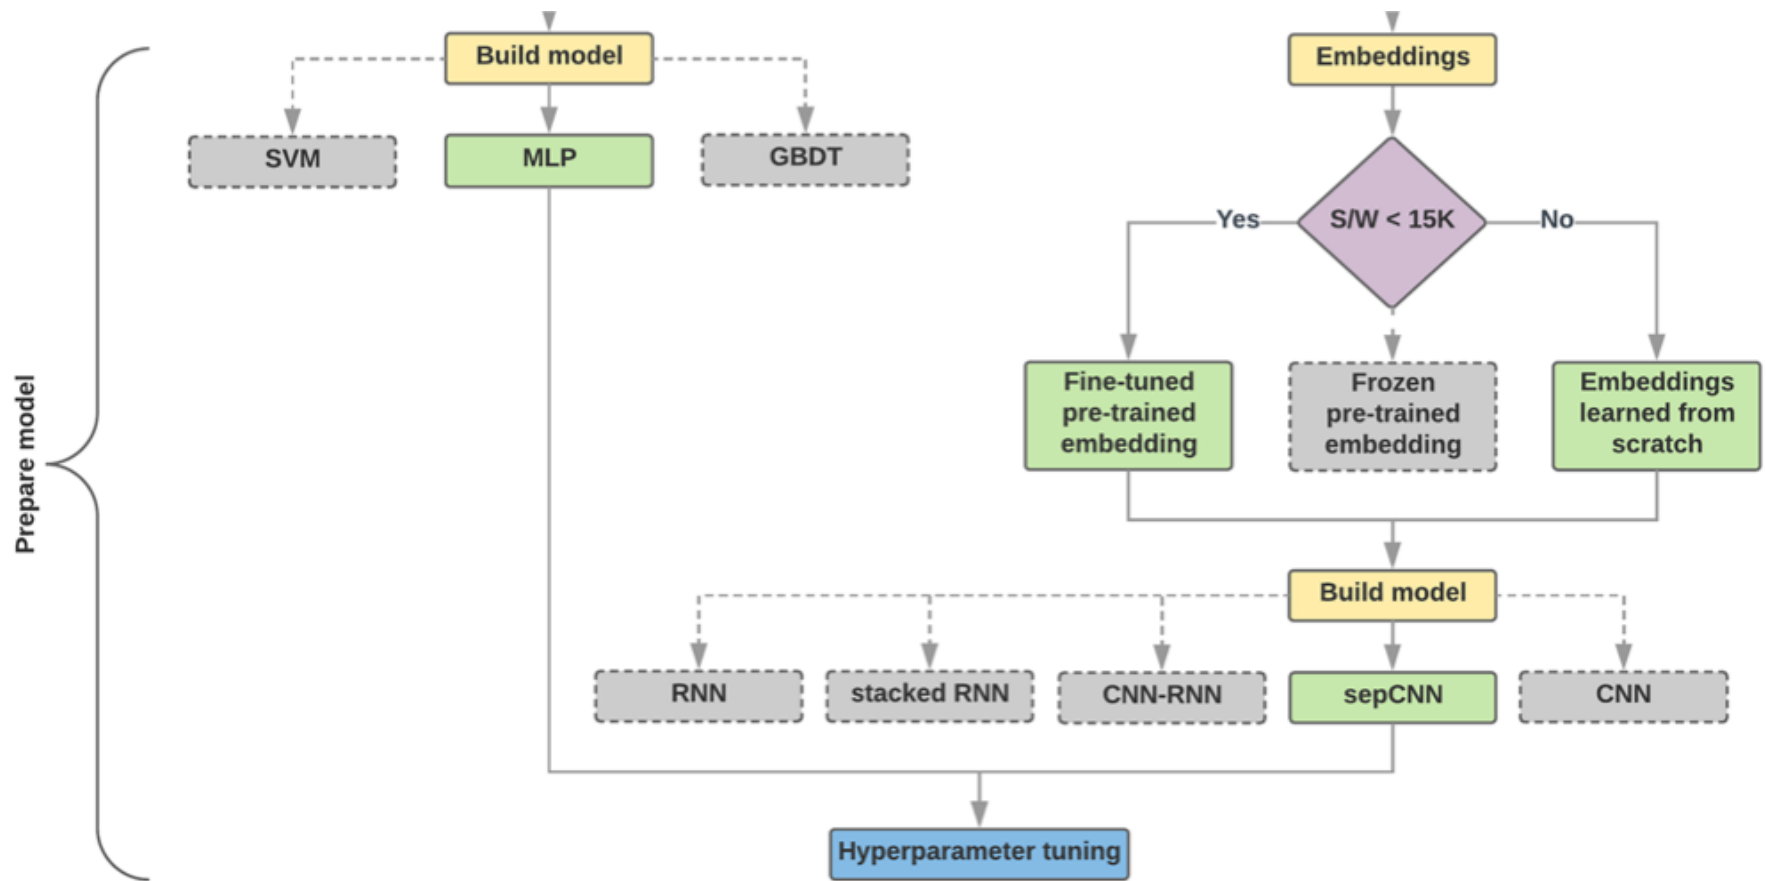 Prepare model
Build model
SVM
MLP
GBDT
Embeddings
S/W < 15K
Yes
No
Fine-tuned
pre-trained
embedding
Frozen
pre-trained
embedding
Embeddings
learned from
scratch
Build model
RNN
stacked RNN
CNN-RNN
sepCNN
CNN
Hyperparameter tuning